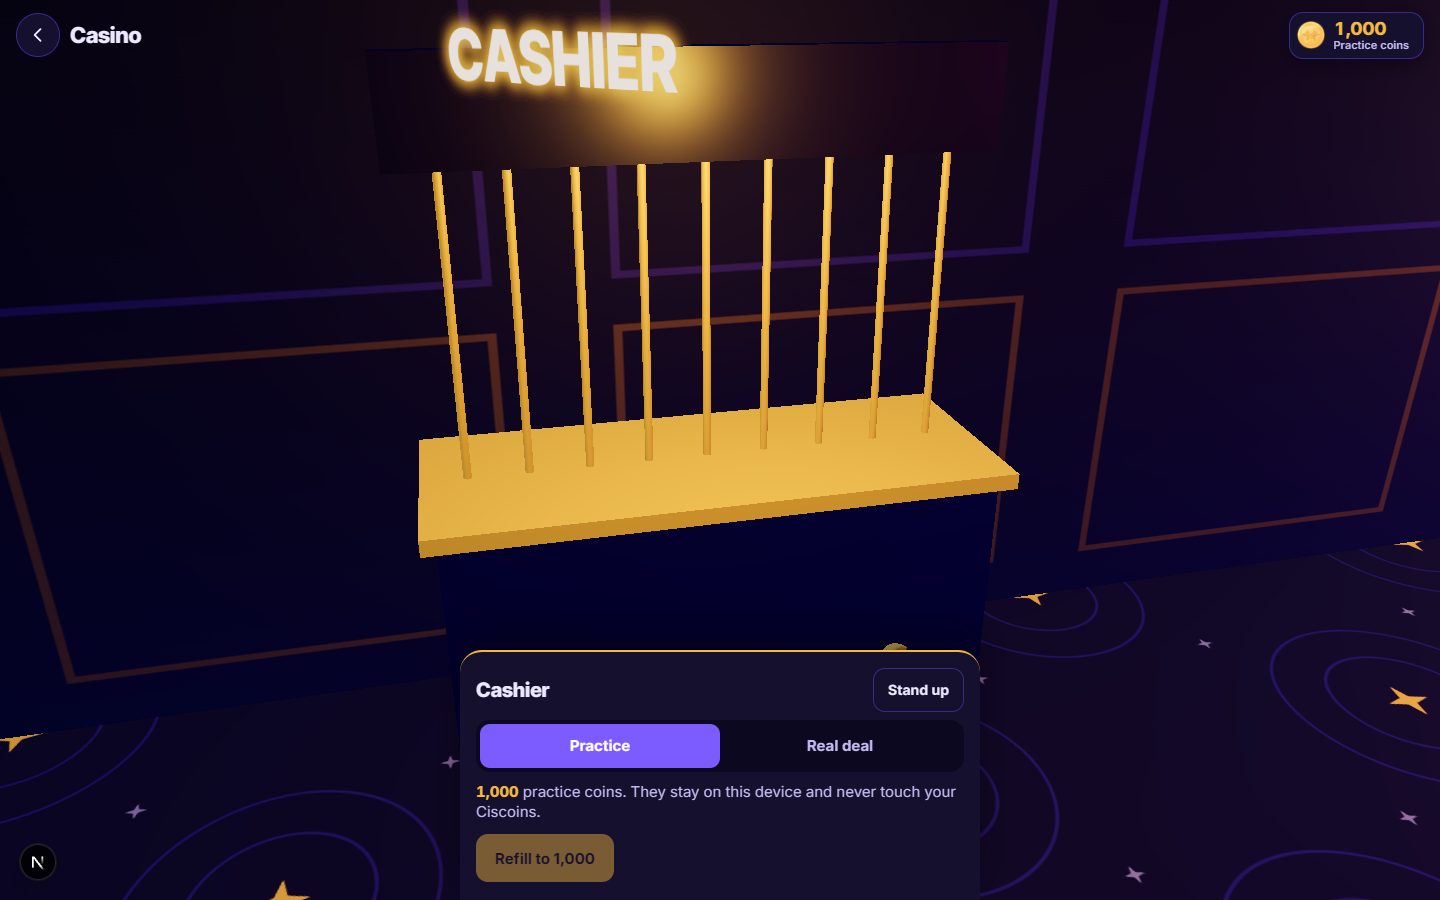 Casino
CASHIER
1,000
Practice coins
Cashier
Stand up
Practice
Real deal
1,000 practice coins. They stay on this device and never touch your
Ciscoins.
Refill to 1,000
N